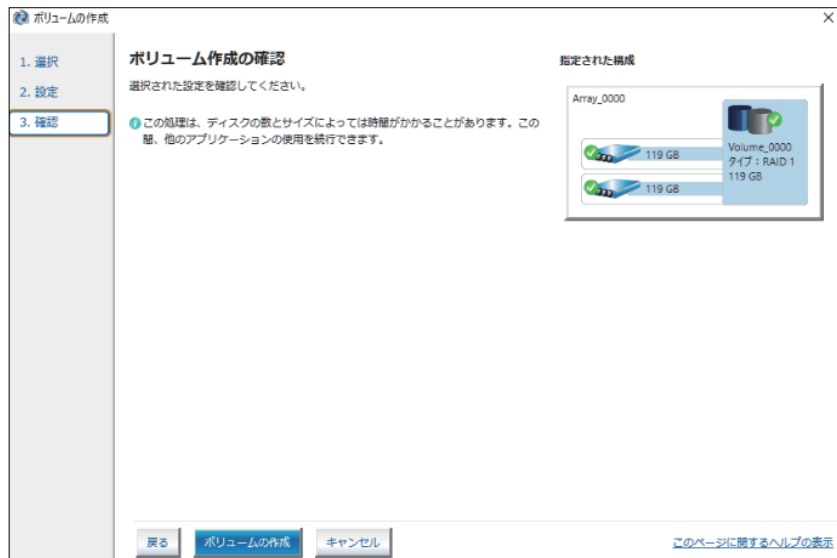 ボリュームの作成
1. 選択
2. 設定
3. 確認
ボリューム作成の確認
選択された設定を確認してください。
この処理は、ディスクの数とサイズによっては時間がかかることがあります。この
間、他のアプリケーションの使用を続行できます。
指定された構成
Array_0000
119 GB
119 GB
Volume_0000
タイプ : RAID 1
119 GB
戻る
ボリュームの作成
キャンセル
このページに関するヘルプの表示